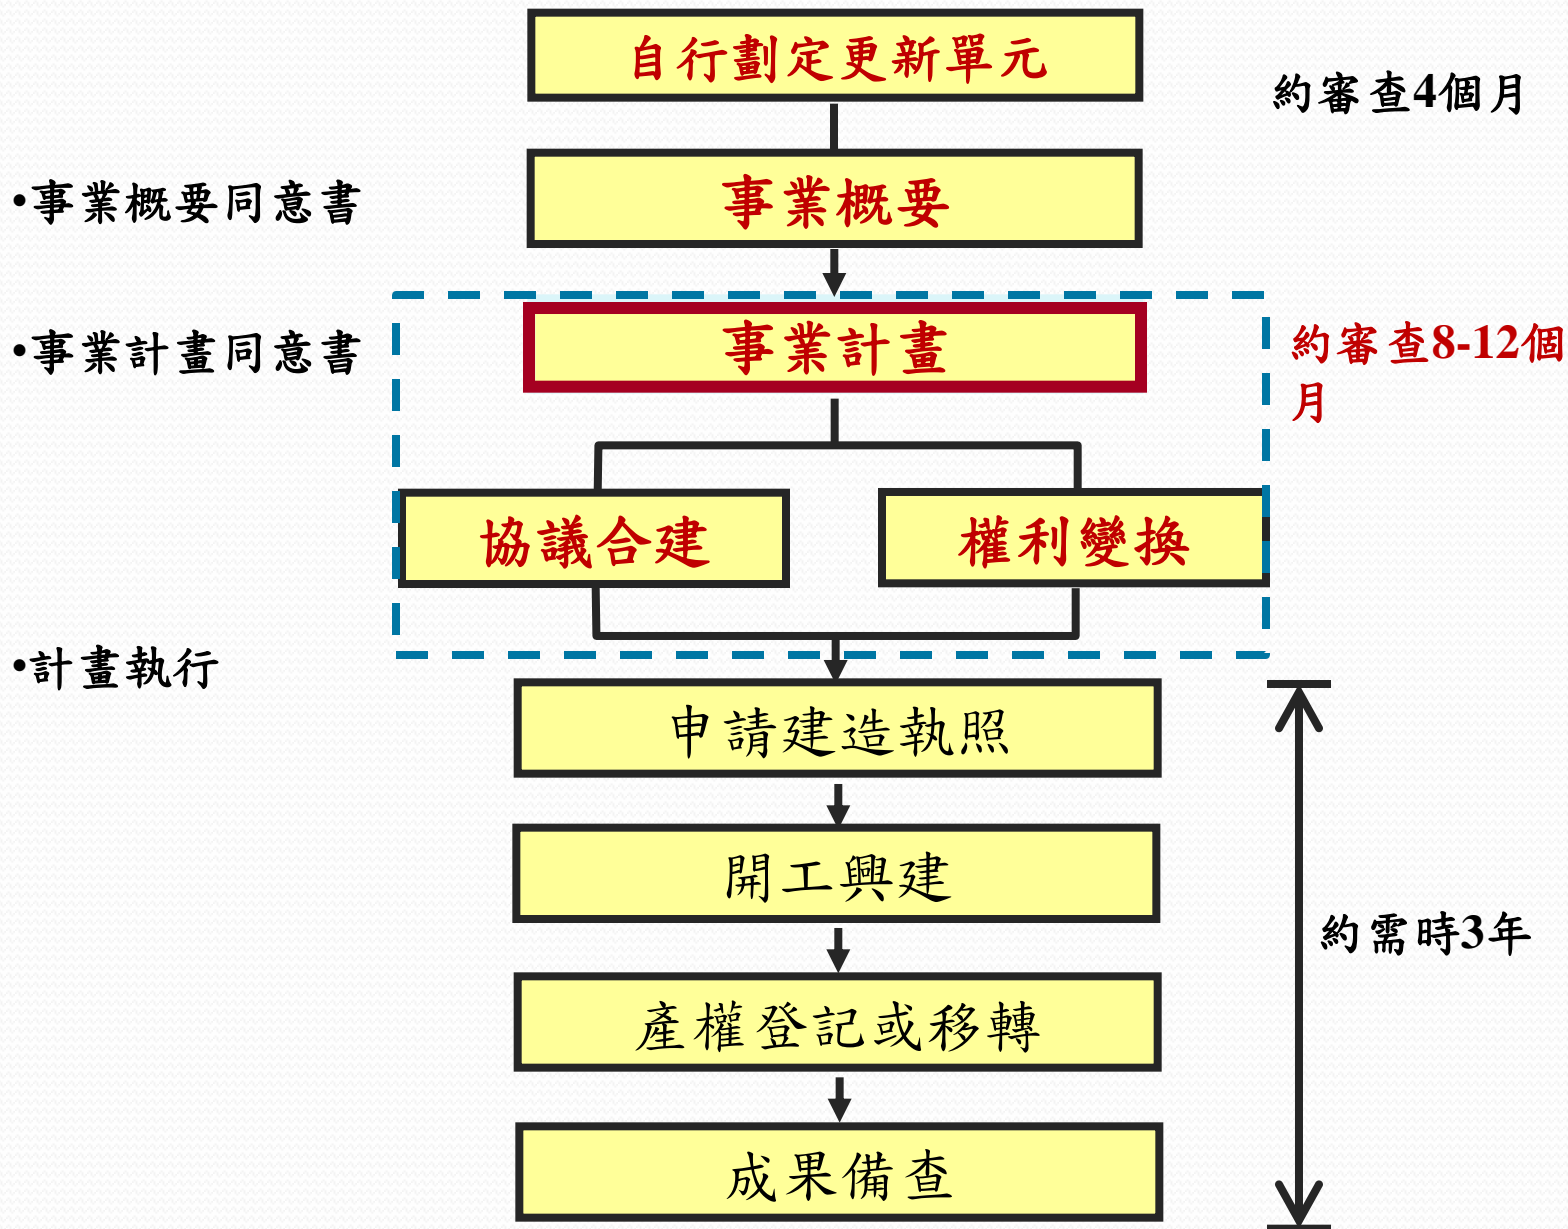 自行劃定更新單元
約審查4個月
•事業概要同意書
事業概要
•事業計畫同意書
事業計畫
約審查8-12個
月
協議合建
權利變換
•計畫執行
申請建造執照
開工興建
約需時3年
產權登記或移轉
成果備查